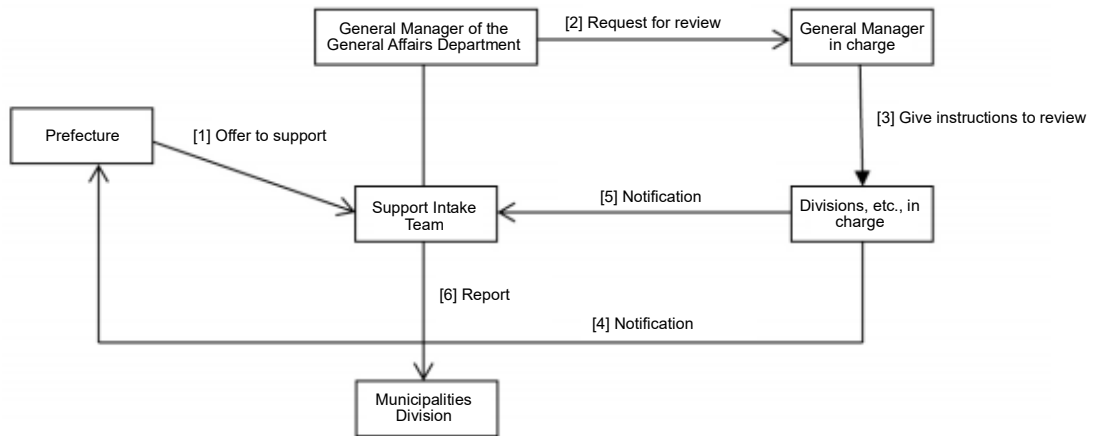 General Manager of the
General Affairs Department
[2] Request for review
General Manager
in charge
[3] Give instructions to review
Prefecture
[1] Offer to support
Support Intake
Team
[5] Notification
Divisions, etc., in
charge
[6] Report
[4] Notification
Municipalities
Division